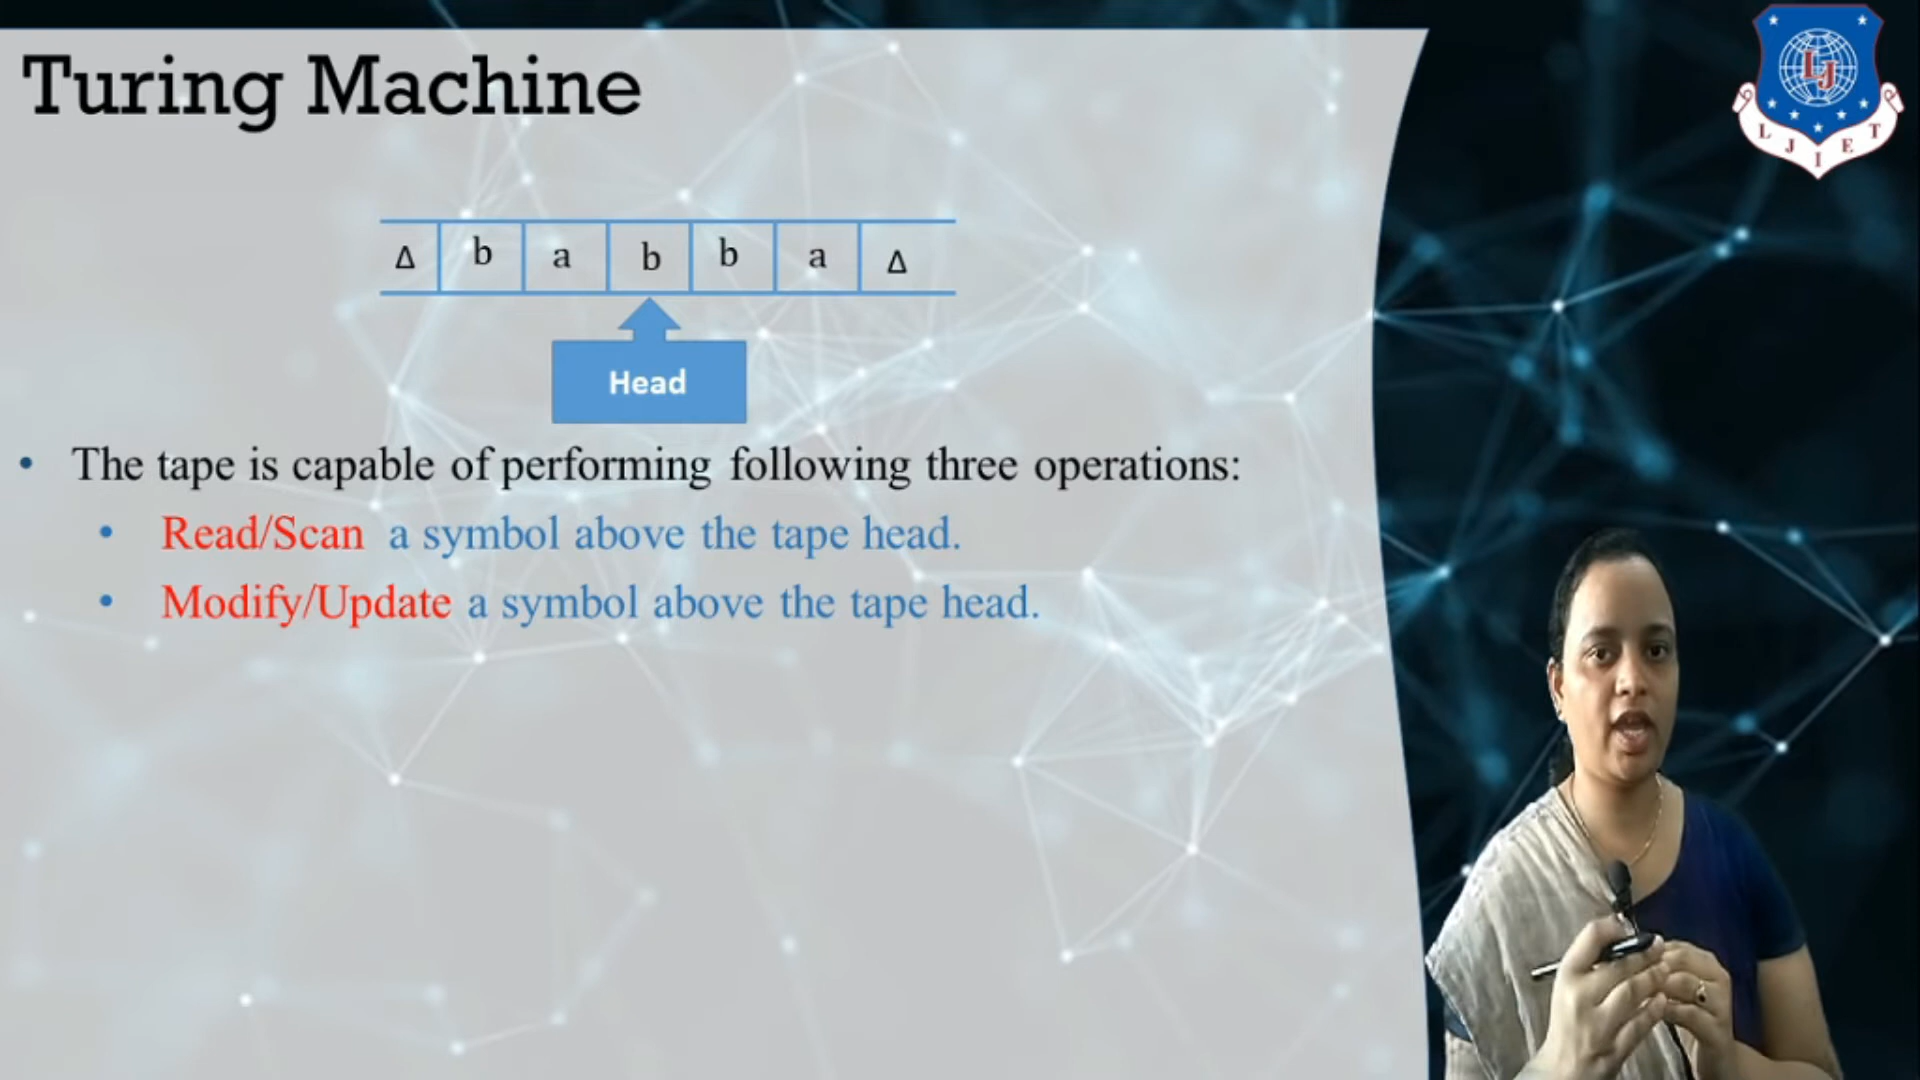 Turing Machine
LJ
L J I E T
Δ b a b b a Δ
Head
• The tape is capable of performing following three operations:
• Read/Scan a symbol above the tape head.
• Modify/Update a symbol above the tape head.